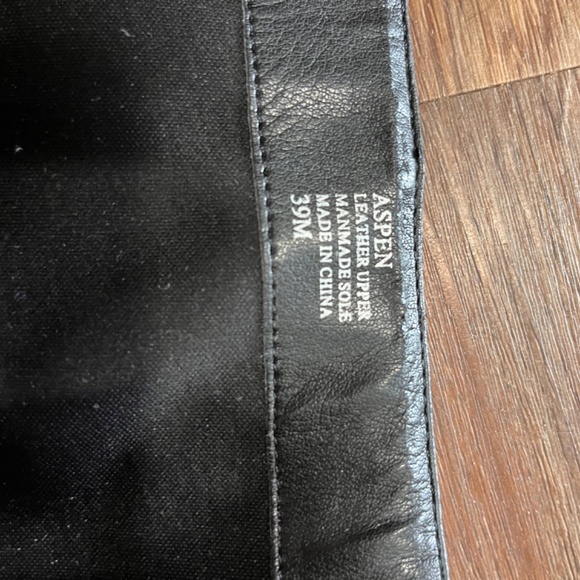 ASPEN
LEATHER UPPER
MANMADE SOLE
MADE IN CHINA
39M